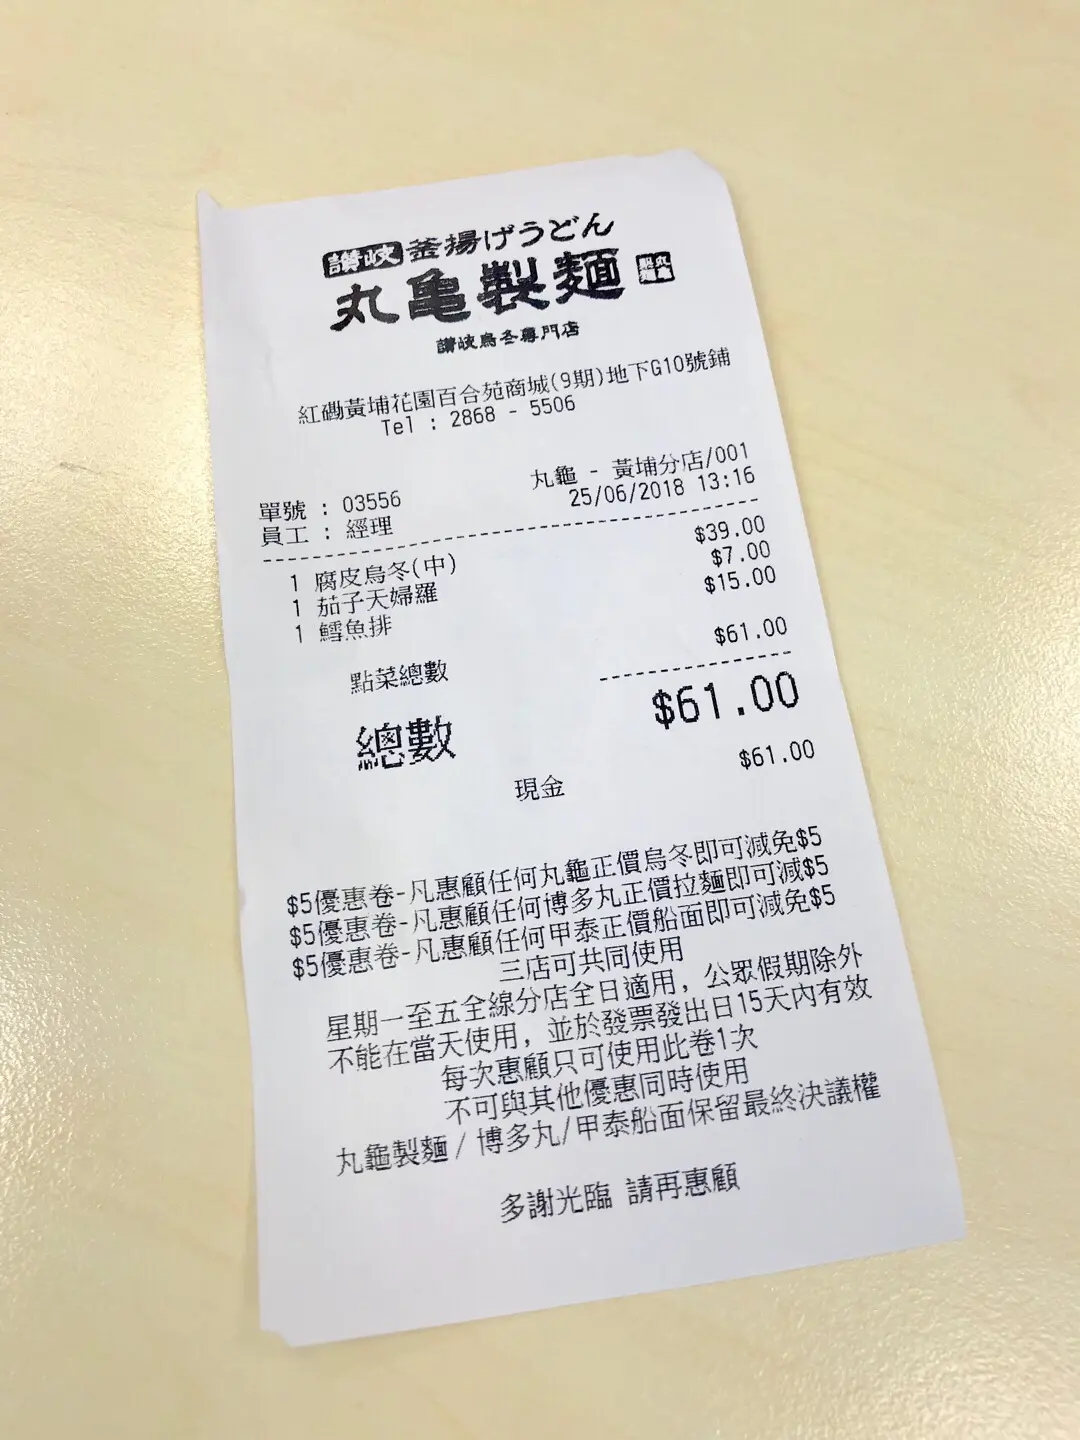 讃岐 釜揚げうどん
丸亀製麺
讃岐烏冬專門店
紅磡黃埔花園百合苑商城(9期)地下G10號鋪
Tel : 2868 - 5506
丸龜 - 黃埔分店/001
單號 : 03556 25/06/2018 13:16
員工 : 經理
1 腐皮烏冬(中) $39.00
1 茄子天婦羅 $7.00
1 鱈魚排 $15.00
點菜總數 $61.00
總數 $61.00
現金 $61.00
$5優惠卷-凡惠顧任何丸龜正價烏冬即可減免$5
$5優惠卷-凡惠顧任何博多丸正價拉麵即可減$5
$5優惠卷-凡惠顧任何甲泰正價船面即可減免$5
三店可共同使用
星期一至五全線分店全日適用, 公眾假期除外
不能在當天使用, 並於發票發出日15天內有效
每次惠顧只可使用此卷1次
不可與其他優惠同時使用
丸龜製麵 / 博多丸/甲泰船面保留最終決議權
多謝光臨 請再惠顧